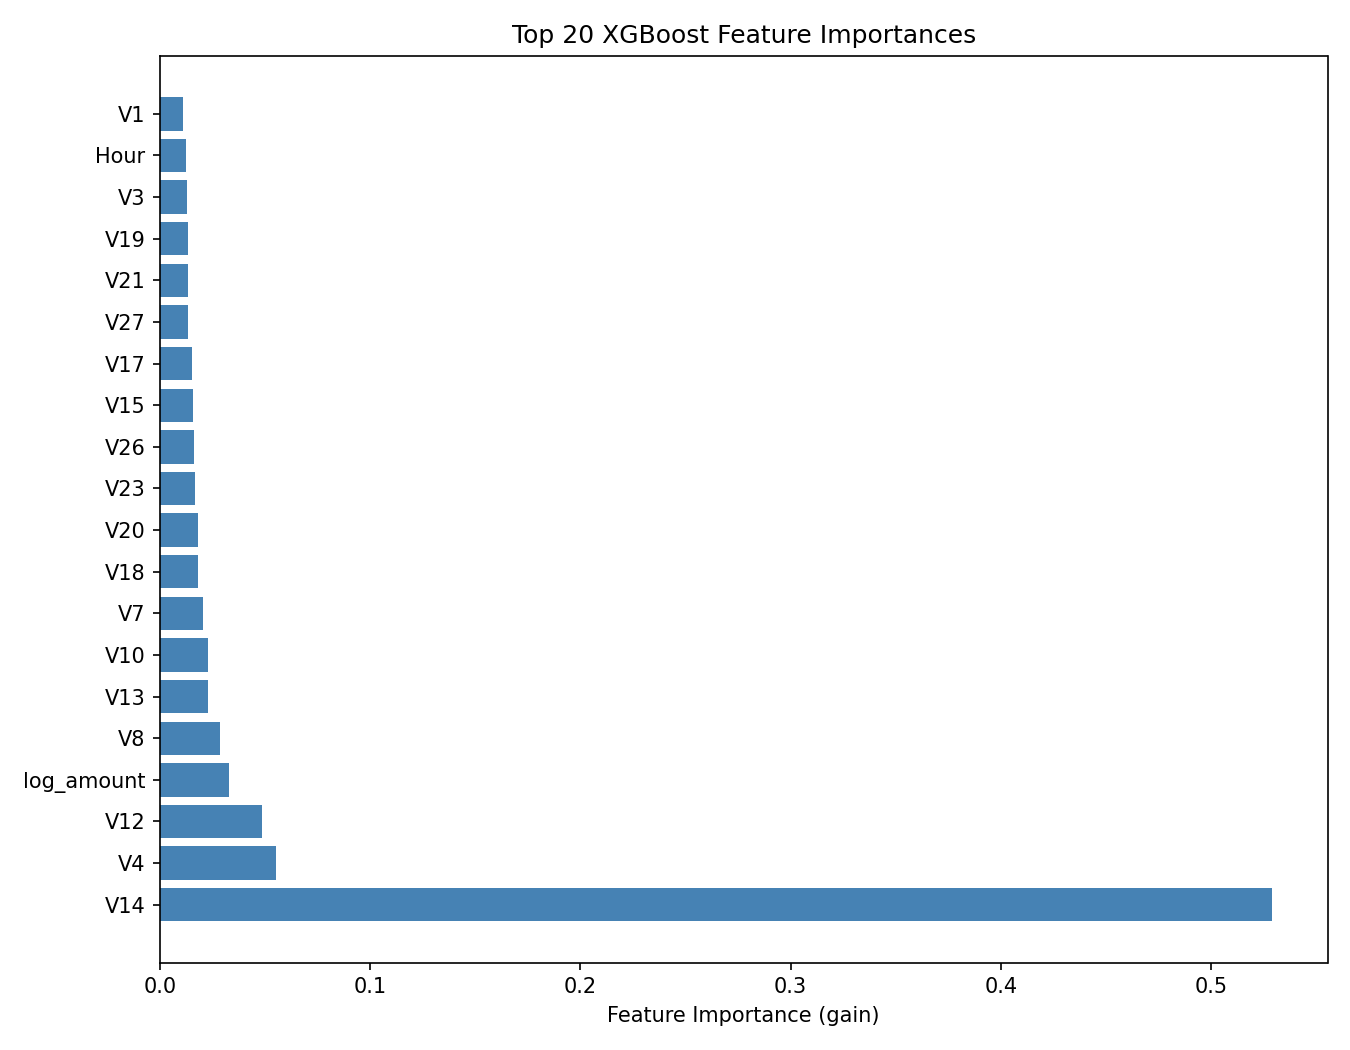 Top 20 XGBoost Feature Importances
V1
Hour
V3
V19
V21
V27
V17
V15
V26
V23
V20
V18
V7
V10
V13
V8
log_amount
V12
V4
V14
0.0 0.1 0.2 0.3 0.4 0.5
Feature Importance (gain)